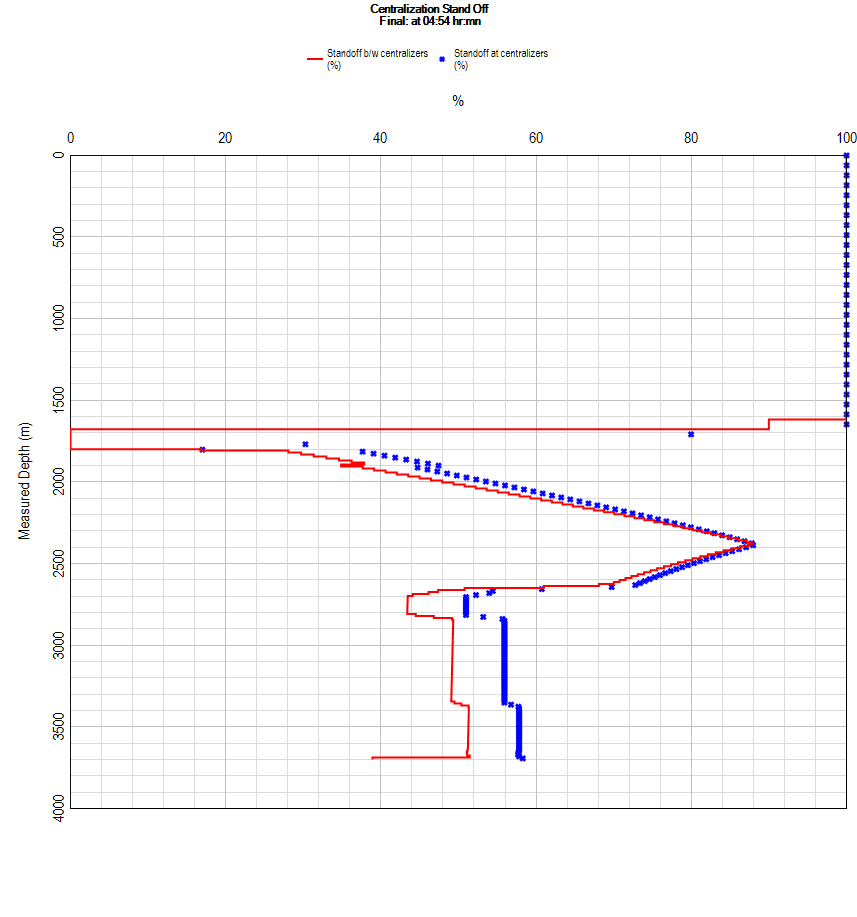 Centralization Stand Off
Final: at 04:54 hr:mn
Standoff b/w centralizers
(%)
Standoff at centralizers
(%)
%
0 20 40 60 80 100
0
500
1000
1500
2000
2500
3000
3500
4000
Measured Depth (m)